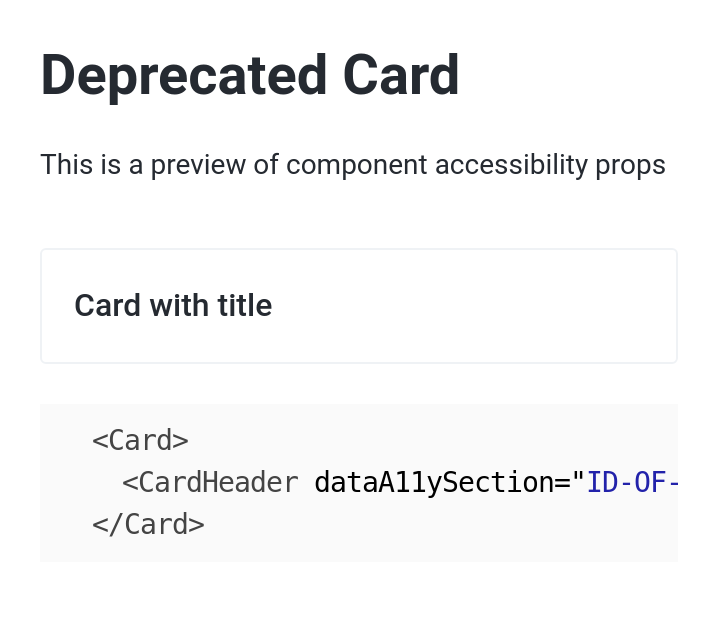 Deprecated Card
This is a preview of component accessibility props
Card with title
<Card>
<CardHeader dataA11ySection="ID-OF-
</Card>